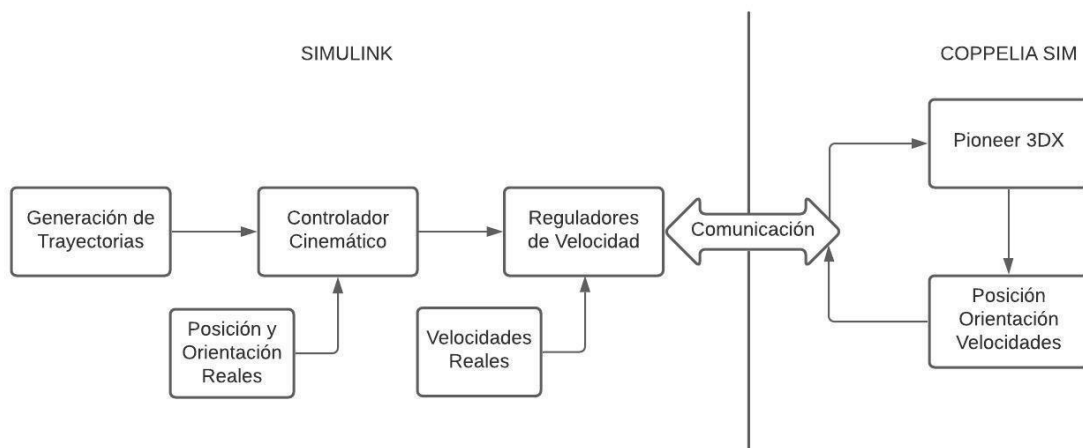 SIMULINK
COPPELIA SIM
Pioneer 3DX
Generación de
Trayectorias
Controlador
Cinemático
Reguladores
de Velocidad
Comunicación
Posición y
Orientación
Reales
Velocidades
Reales
Posición
Orientación
Velocidades